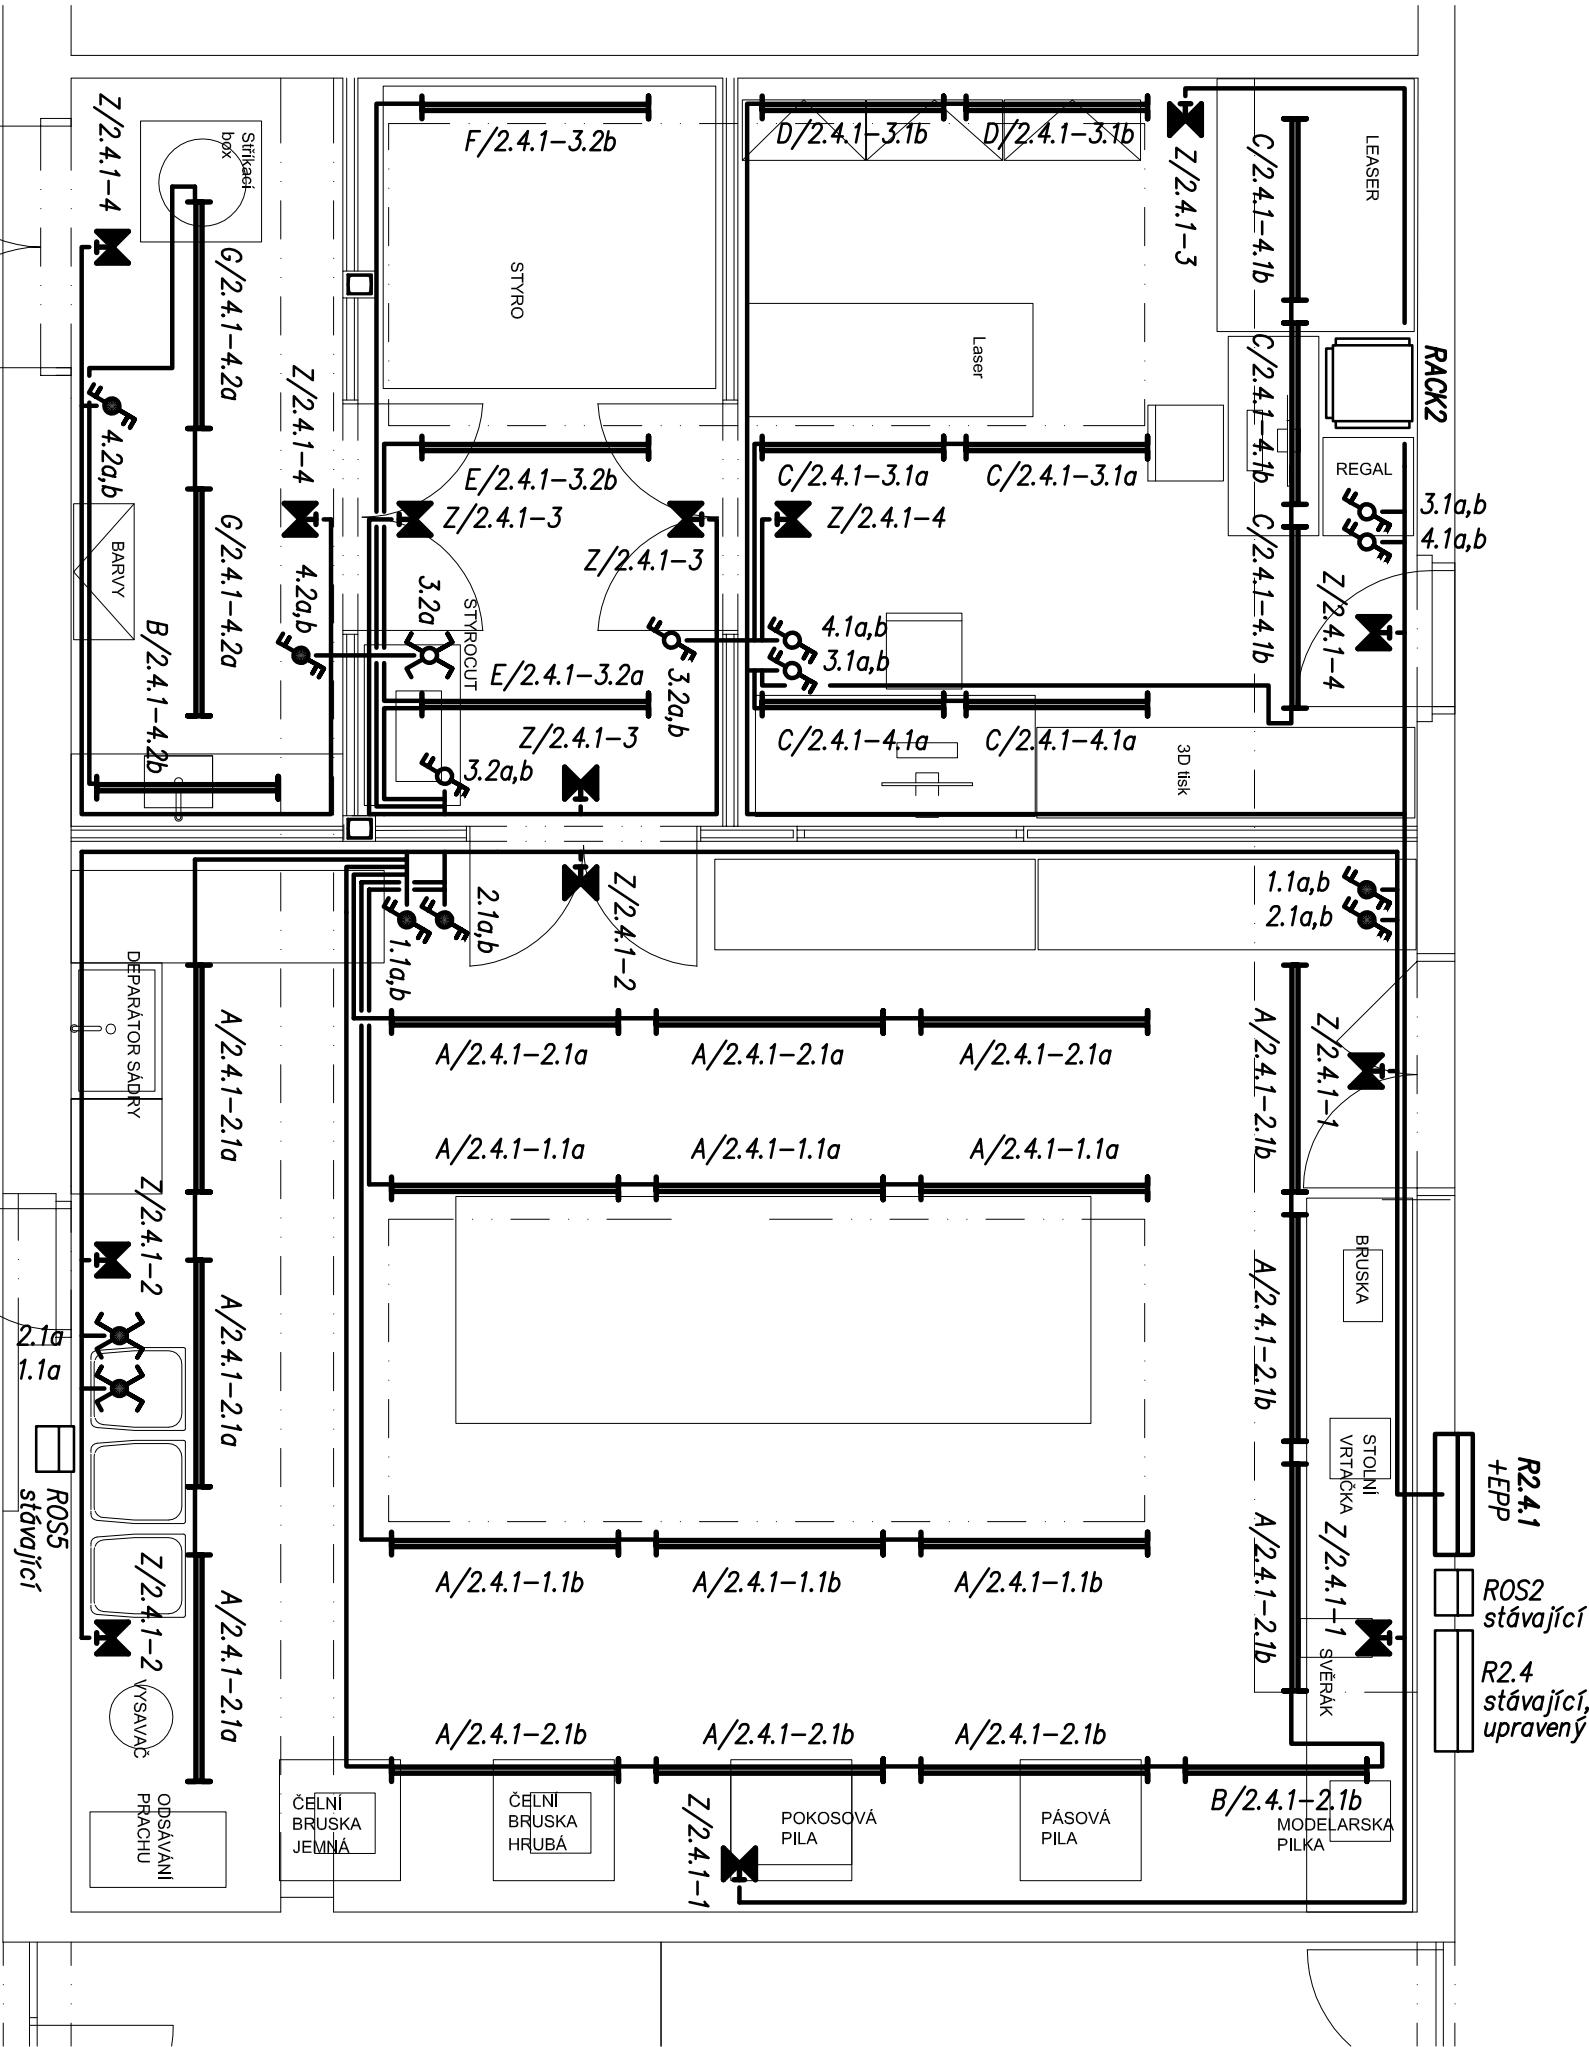 Z/2.4.1-4
Stříkací
box
F/2.4.1-3.2b
D/2.4.1-3.1b
D/2.4.1-3.1b
Z/2.4.1-3
C/2.4.1-4.1b
LEASER
G/2.4.1-4.2a
STYRO
Laser
C/2.4.1-4.1b
RACK2
Z/2.4.1-4
4.2a,b
E/2.4.1-3.2b
C/2.4.1-3.1a
C/2.4.1-3.1a
REGAL
3.1a,b
4.1a,b
Z/2.4.1-3
Z/2.4.1-4
Z/2.4.1-3
C/2.4.1-4.1b
G/2.4.1-4.2a
BARVY
4.2a,b
3.2a
STYROCUT
Z/2.4.1-4
B/2.4.1-4.2b
4.1a,b
3.1a,b
E/2.4.1-3.2a
3.2a,b
Z/2.4.1-3
C/2.4.1-4.1a
C/2.4.1-4.1a
3D tisk
3.2a,b
Z/2.4.1-2
2.1a,b
1.1a,b
1.1a,b
2.1a,b
DEPARÁTOR SÁDRY
A/2.4.1-2.1a
A/2.4.1-2.1a
A/2.4.1-2.1a
A/2.4.1-2.1a
A/2.4.1-2.1b
Z/2.4.1-1
A/2.4.1-1.1a
A/2.4.1-1.1a
A/2.4.1-1.1a
Z/2.4.1-2
BRUSKA
A/2.4.1-2.1a
A/2.4.1-2.1b
2.1a
1.1a
STOLNÍ
VRTAČKA
R2.4.1
+EPP
ROS5
stávající
A/2.4.1-1.1b
A/2.4.1-1.1b
A/2.4.1-1.1b
A/2.4.1-2.1b
Z/2.4.1-1
ROS2
stávající
Z/2.4.1-2
A/2.4.1-2.1a
SVĚRÁK
R2.4
stávající,
upravený
VYSAVAČ
A/2.4.1-2.1b
A/2.4.1-2.1b
A/2.4.1-2.1b
B/2.4.1-2.1b
ODSÁVÁNÍ
PRACHU
ČELNÍ
BRUSKA
JEMNÁ
ČELNÍ
BRUSKA
HRUBÁ
Z/2.4.1-1
POKOSOVÁ
PILA
PÁSOVÁ
PILA
MODELARSKA
PILKA